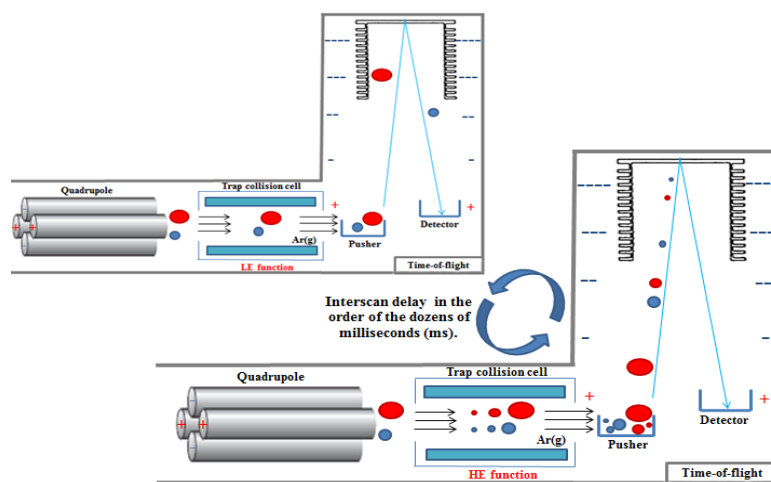 Quadrupole
Trap collision cell
+
+
+
Ar(g)
Pusher
Detector
+
LE function
Time-of-flight
Interscan delay in the
order of the dozens of
milliseconds (ms).
Quadrupole
Trap collision cell
+
+
+
Ar(g)
Pusher
Detector
+
HE function
Time-of-flight